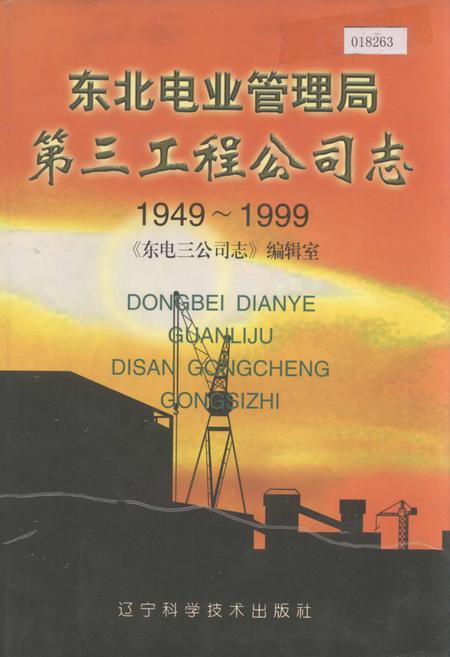 018263
东北电业管理局
第三工程公司志
1949～1999
《东电三公司志》编辑室
DONGBEI DIANYE
GUANLIJU
DISAN GONGCHENG
GONGSIZHI
辽宁科学技术出版社